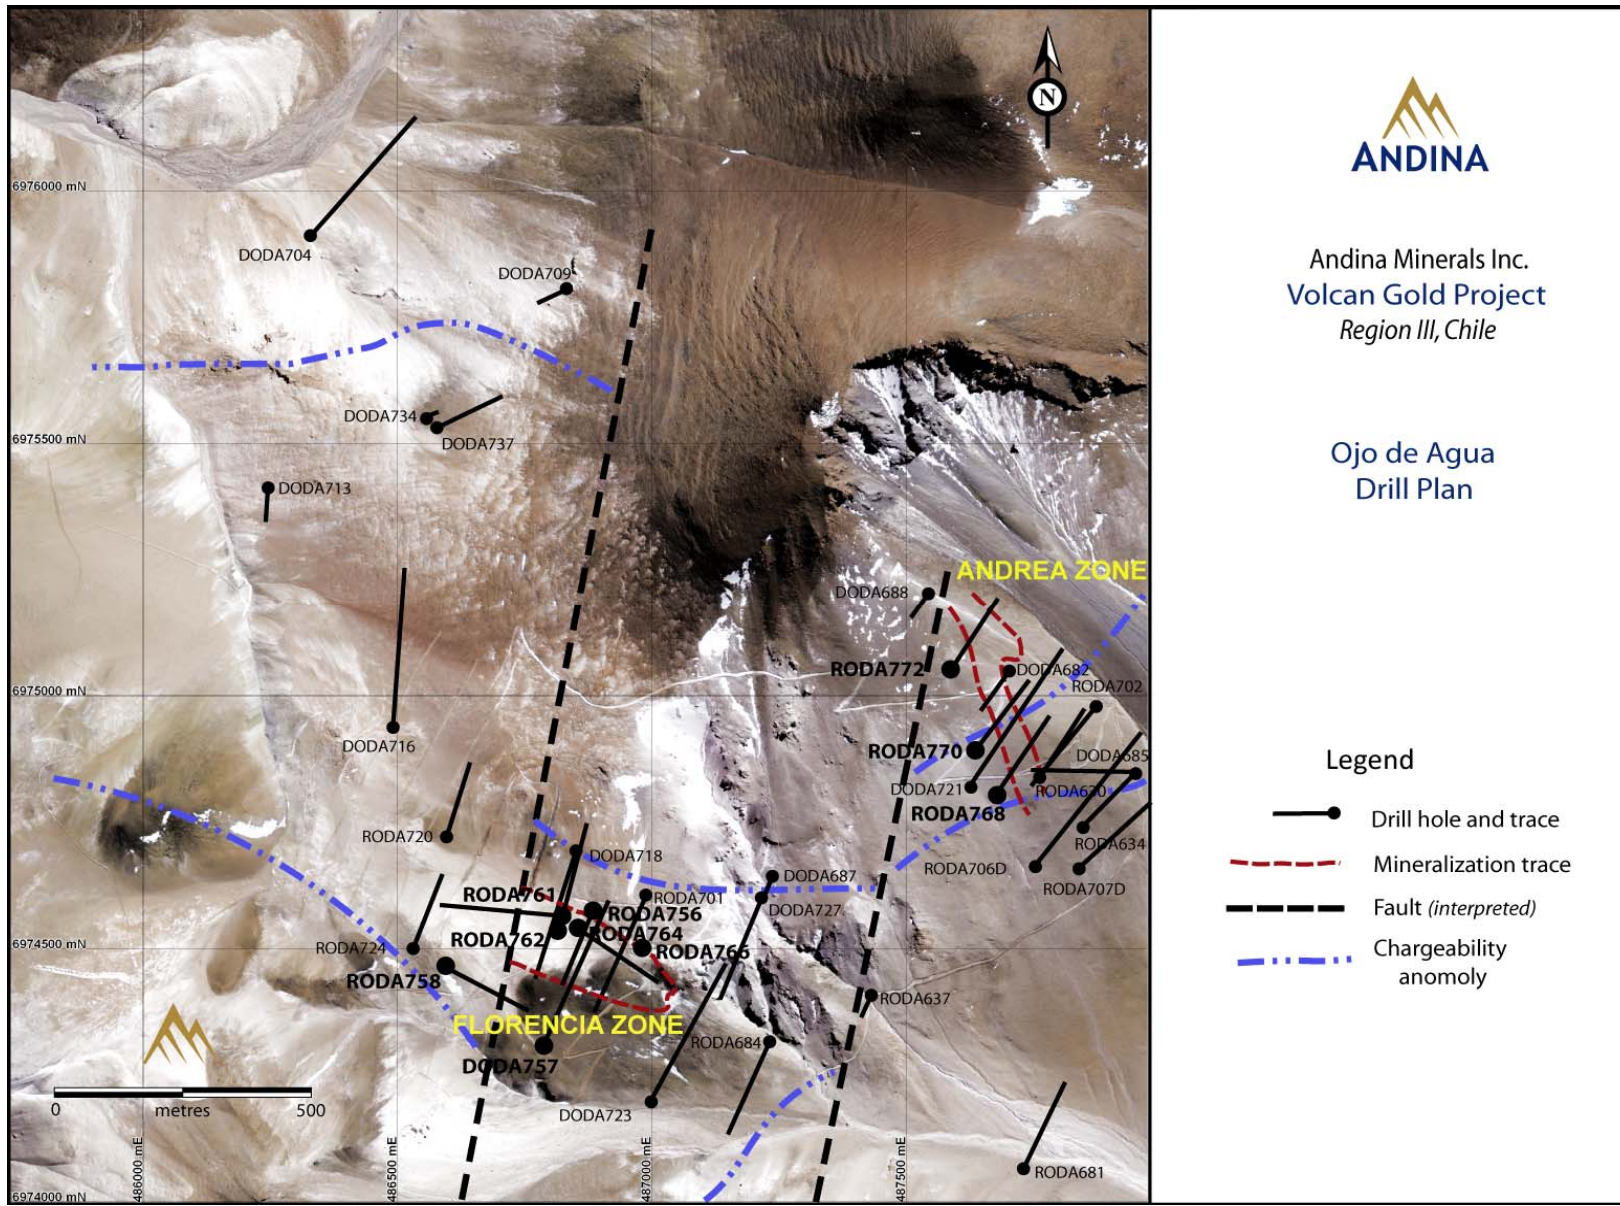 N
ANDINA
Andina Minerals Inc.
Volcan Gold Project
Region III, Chile
Ojo de Agua
Drill Plan
Legend
Drill hole and trace
Mineralization trace
Fault (interpreted)
Chargeability
anomoly
6976000 mN
DODA704
DODA709
DODA734
6975500 mN
DODA737
DODA713
ANDREA ZONE
DODA688
RODA772
DODA682
RODA702
6975000 mN
DODA716
RODA770
DODA685
DODA721
RODA630
RODA768
RODA720
RODA634
DODA718
RODA706D
DODA687
RODA707D
RODA761
RODA701
DODA727
RODA756
RODA762
RODA764
6974500 mN
RODA724
RODA766
RODA758
RODA637
FLORENCIA ZONE
RODA684
DODA757
0
metres
500
DODA723
RODA681
6974000 mN
486000 mE
486500 mE
487000 mE
487500 mE